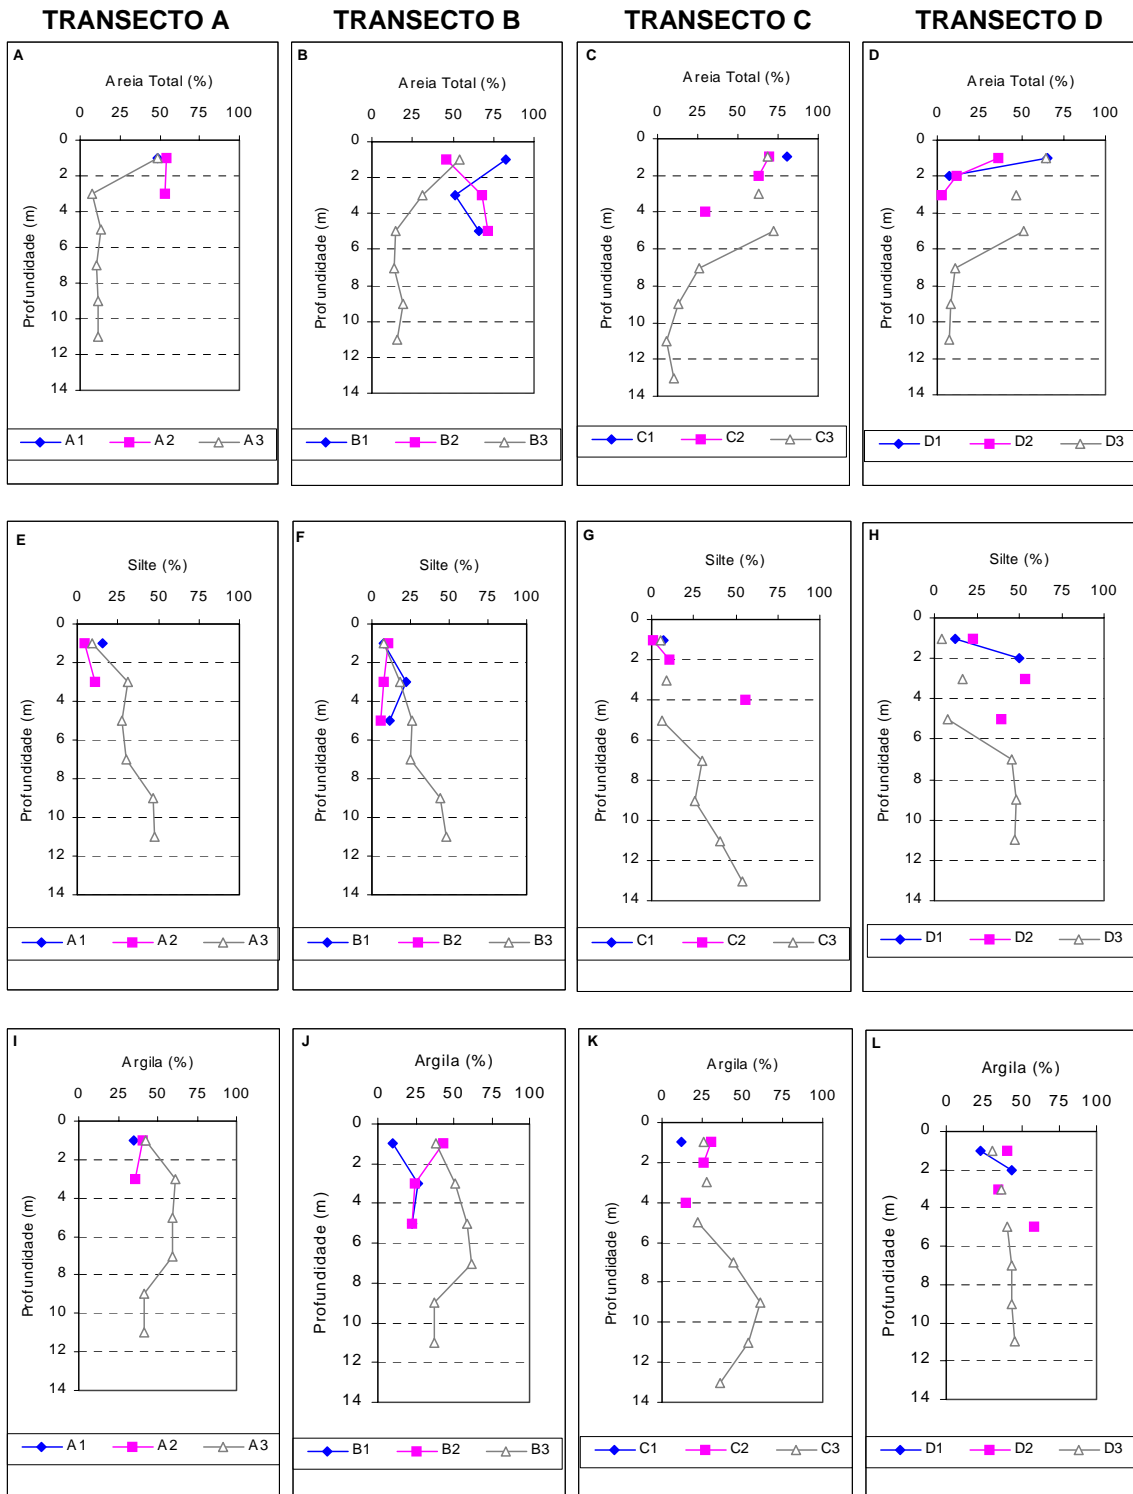 TRANSECTO A TRANSECTO B TRANSECTO C TRANSECTO D
A
Areia Total (%)
0 25 50 75 100
0
2
4
6
8
10
12
14
Profundidade (m)
A1 A2 A3
B
Areia Total (%)
0 25 50 75 100
0
2
4
6
8
10
12
14
Profundidade (m)
B1 B2 B3
C
Areia Total (%)
0 25 50 75 100
0
2
4
6
8
10
12
14
Profundidade (m)
C1 C2 C3
D
Areia Total (%)
0 25 50 75 100
0
2
4
6
8
10
12
14
Profundidade (m)
D1 D2 D3
E
Silte (%)
0 25 50 75 100
0
2
4
6
8
10
12
14
Profundidade (m)
A1 A2 A3
F
Silte (%)
0 25 50 75 100
0
2
4
6
8
10
12
14
Profundidade (m)
B1 B2 B3
G
Silte (%)
0 50 100
0
2
4
6
8
10
12
14
Profundidade (m)
C1 C2 C3
H
Silte (%)
0 50 100
0
2
4
6
8
10
12
14
Profundidade (m)
D1 D2 D3
I
Argila (%)
0 25 50 75 100
0
2
4
6
8
10
12
14
Profundidade (m)
A1 A2 A3
J
Argila (%)
0 25 50 75 100
0
2
4
6
8
10
12
14
Profundidade (m)
B1 B2 B3
K
Argila (%)
0 25 50 75 100
0
2
4
6
8
10
12
14
Profundidade (m)
C1 C2 C3
L
Argila (%)
0 25 50 75 100
0
2
4
6
8
10
12
14
Profundidade (m)
D1 D2 D3